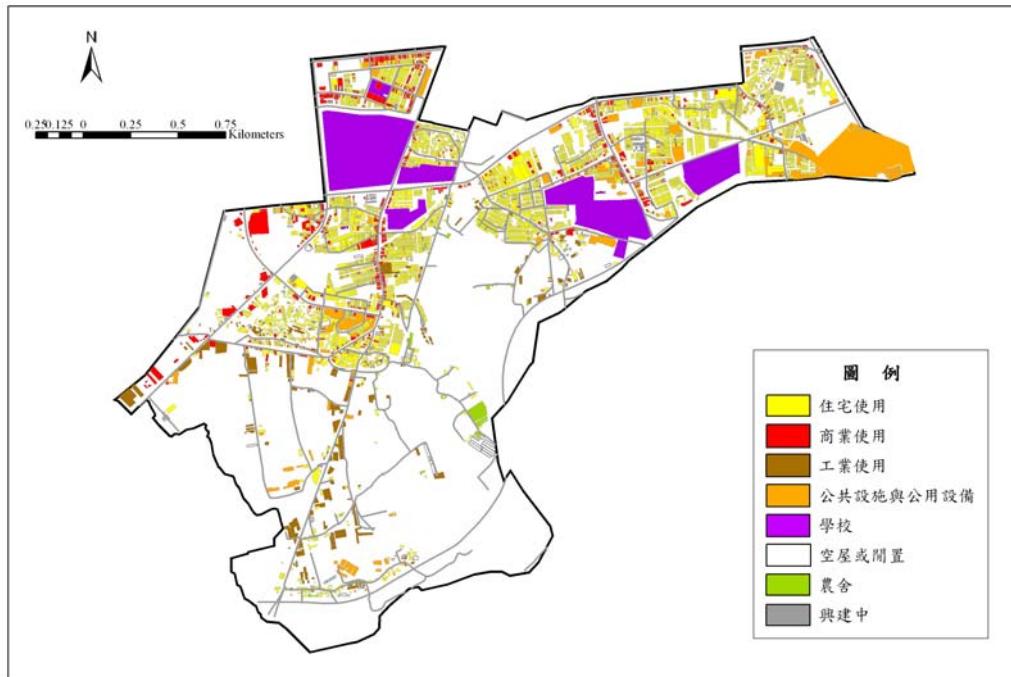 N
0.25 0.125 0 0.25 0.5 0.75
Kilometers
圖 例
住宅使用
商業使用
工業使用
公共設施與公用設備
學校
空屋或閒置
農舍
興建中